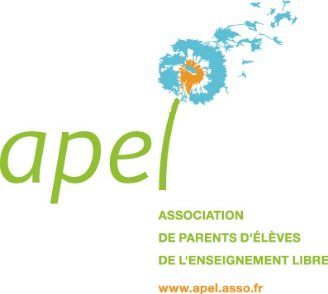 apel
ASSOCIATION
DE PARENTS D'ÉLÈVES
DE L'ENSEIGNEMENT LIBRE
www.apel.asso.fr